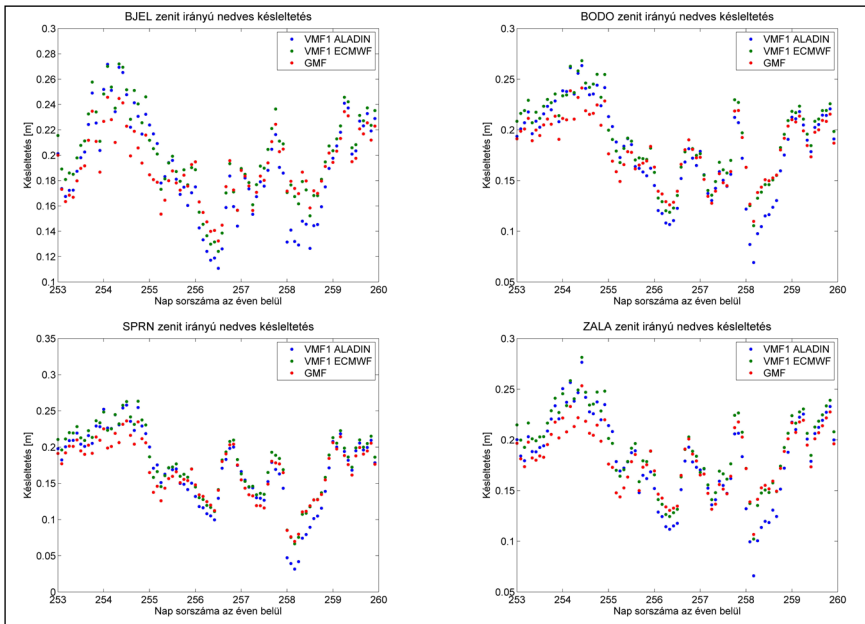 BJEL zenit irányú nedves késleltetés
VMF1 ALADIN
VMF1 ECMWF
GMF
Késleltetés [m]
0.3
0.28
0.26
0.24
0.22
0.2
0.18
0.16
0.14
0.12
0.1
253 254 255 256 257 258 259 260
Nap sorszáma az éven belül
BODO zenit irányú nedves késleltetés
VMF1 ALADIN
VMF1 ECMWF
GMF
Késleltetés [m]
0.3
0.25
0.2
0.15
0.1
0.05
253 254 255 256 257 258 259 260
Nap sorszáma az éven belül
SPRN zenit irányú nedves késleltetés
VMF1 ALADIN
VMF1 ECMWF
GMF
Késleltetés [m]
0.35
0.3
0.25
0.2
0.15
0.1
0.05
0
253 254 255 256 257 258 259 260
Nap sorszáma az éven belül
ZALA zenit irányú nedves késleltetés
VMF1 ALADIN
VMF1 ECMWF
GMF
Késleltetés [m]
0.3
0.25
0.2
0.15
0.1
0.05
253 254 255 256 257 258 259 260
Nap sorszáma az éven belül